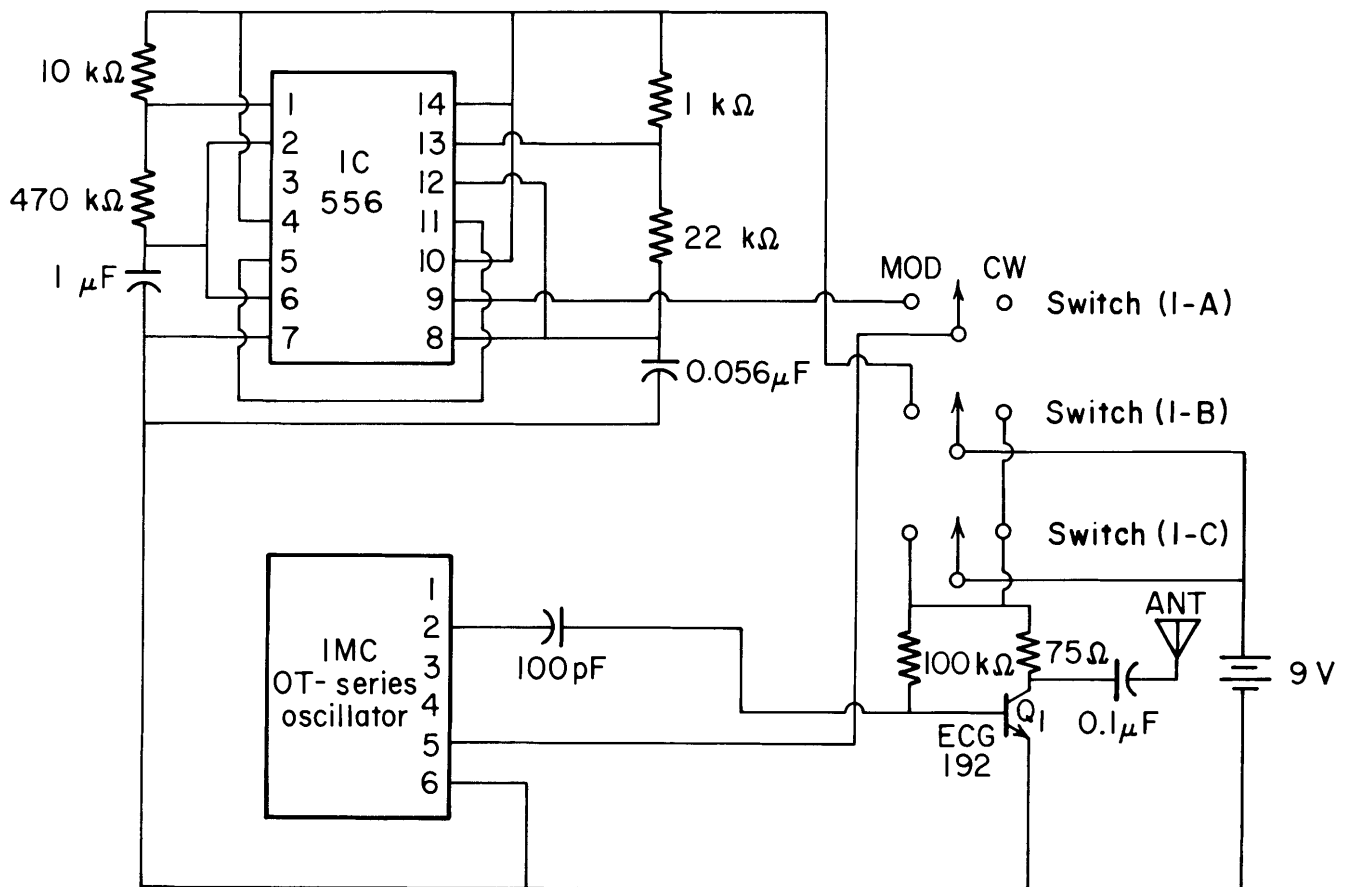 10 kΩ
470 kΩ
1 μF
IC
556
1
2
3
4
5
6
7
14
13
12
11
10
9
8
1 kΩ
22 kΩ
0.056μF
MOD
CW
Switch (1-A)
Switch (1-B)
Switch (1-C)
IMC
OT-series
oscillator
1
2
3
4
5
6
100pF
100kΩ
75Ω
ANT
Q1
ECG
192
0.1μF
9V